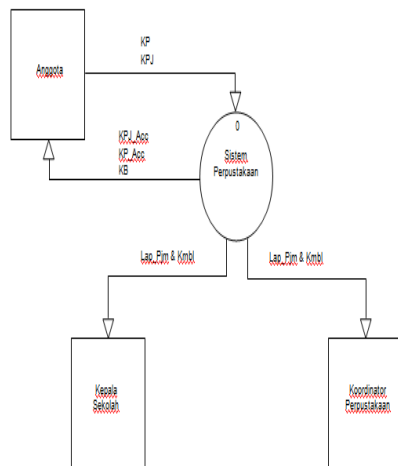 KP
KPJ
Anggota
0
Sistem
Perpustakaan
KPJ_Acc
KP_Acc
KB
Lap_Pjm & Kmbl
Lap_Pjm & Kmbl
Kepala
Sekolah
Koordinator
Perpustakaan